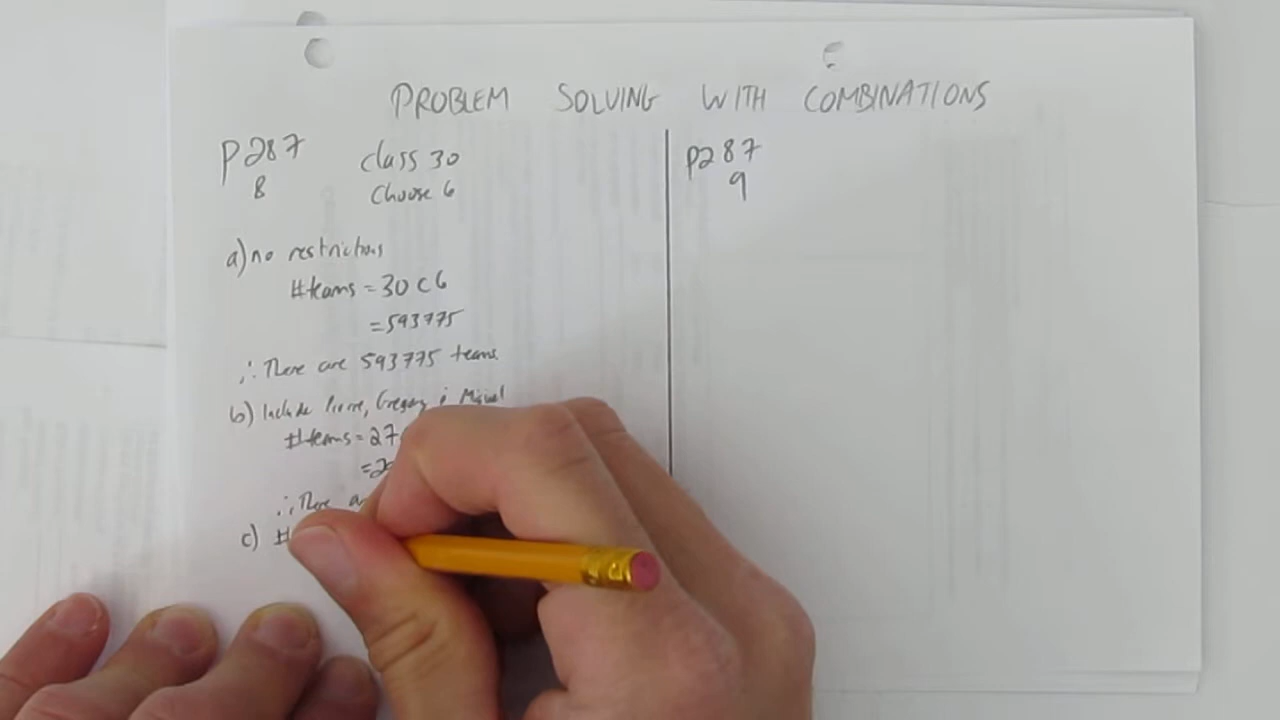 PROBLEM SOLVING WITH COMBINATIONS
P287 class 30
8 Choose 6
a) no restrictions
#teams = 30 C 6
= 593775
∴ There are 593775 teams.
b) Include Pierre, Gregory & Miguel
#teams = 27
= 2
∴ There a
c) #
P287
9